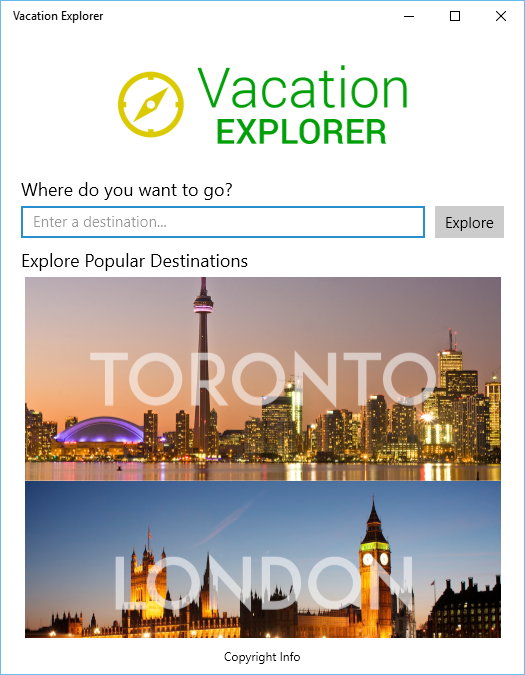 Vacation Explorer
Vacation
EXPLORER
Where do you want to go?
Enter a destination...
Explore
Explore Popular Destinations
TORONTO
LONDON
Copyright Info